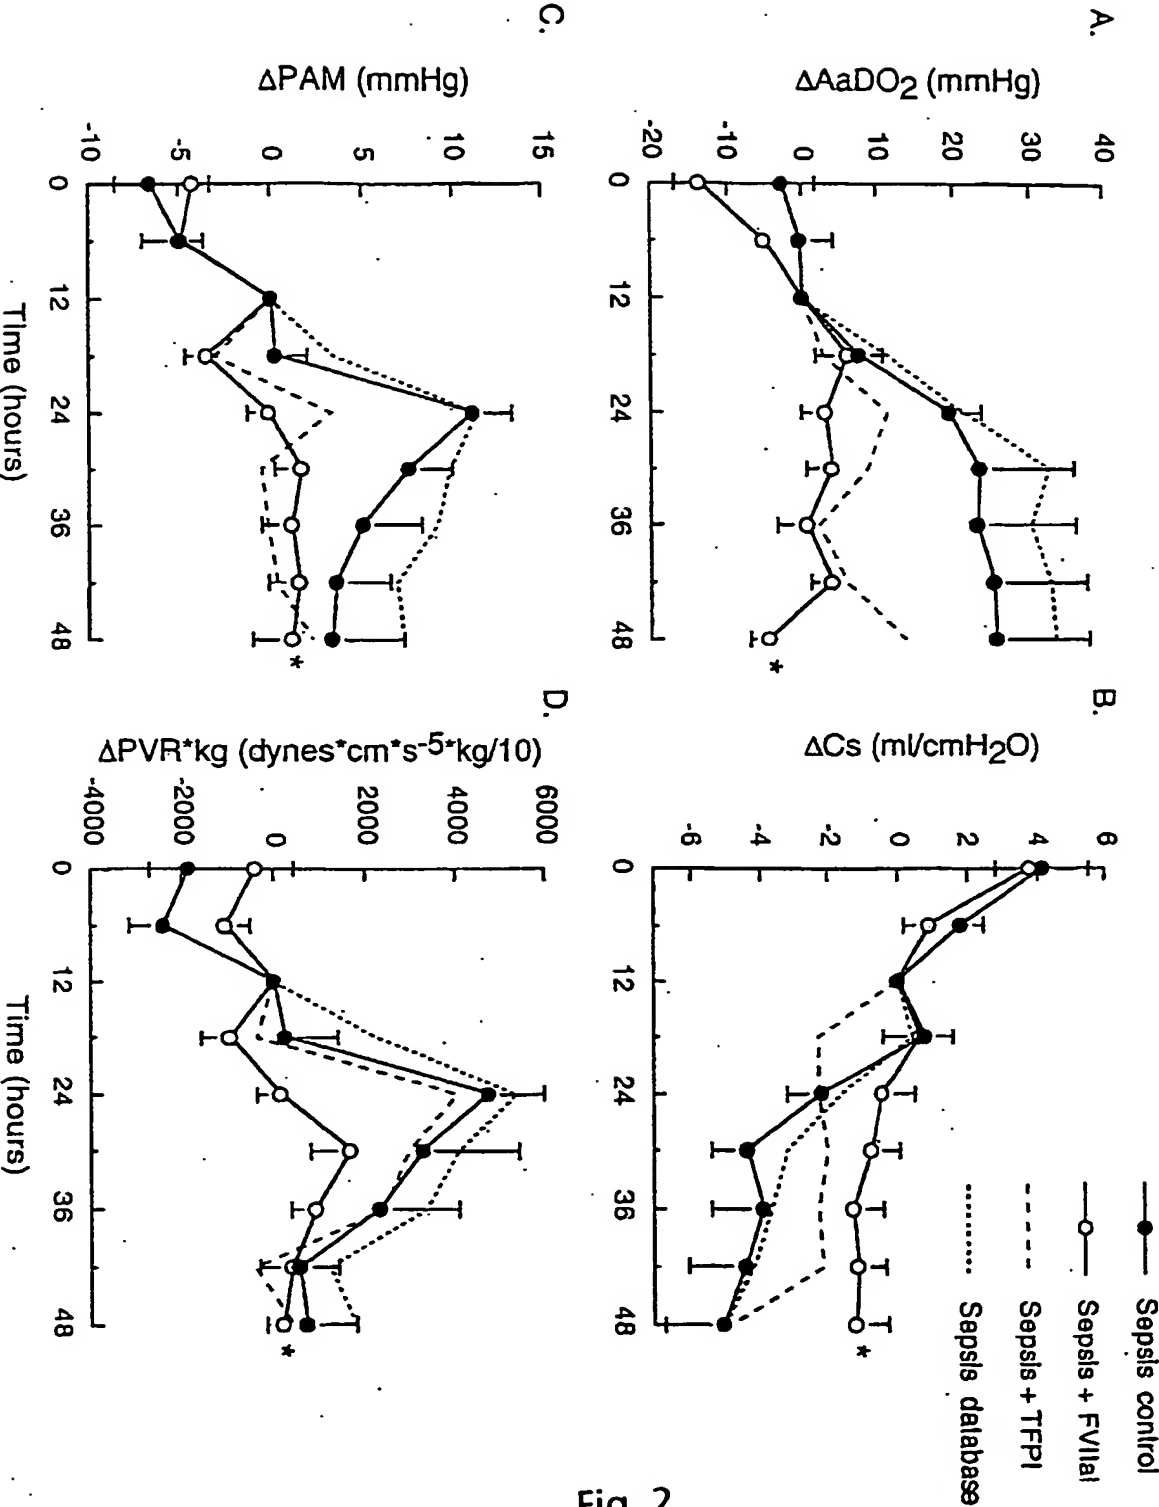 Sepsis control
Sepsis + FVIIai
Sepsis + TFPI
Sepsis database
A.
ΔAaDO2 (mmHg)
40
30
20
10
0
-10
-20
0 12 24 36 48
*
B.
ΔCs (ml/cmH2O)
6
4
2
0
-2
-4
-6
0 12 24 36 48
*
C.
ΔPAM (mmHg)
15
10
5
0
-5
-10
0 12 24 36 48
*
Time (hours)
D.
ΔPVR*kg (dynes*cm*s-5*kg/10)
6000
4000
2000
0
-2000
-4000
0 12 24 36 48
*
Time (hours)
Fig. 2